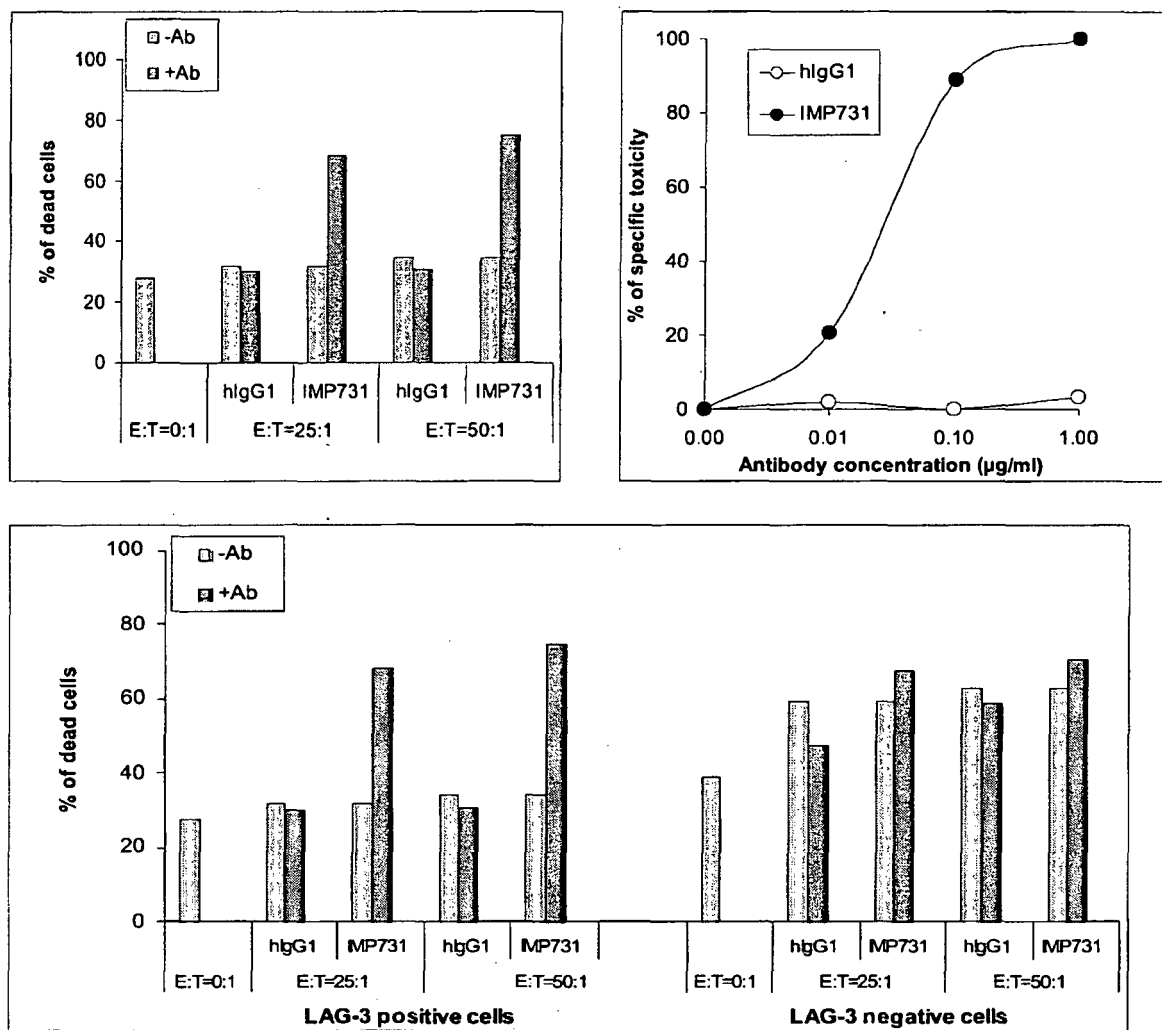 -Ab
+Ab
100
80
60
40
20
0
% of dead cells
hIgG1
IMP731
hIgG1
IMP731
E:T=0:1
E:T=25:1
E:T=50:1
hIgG1
IMP731
100
80
60
40
20
0
% of specific toxicity
0.00
0.01
0.10
1.00
Antibody concentration (µg/ml)
-Ab
+Ab
100
80
60
40
20
0
% of dead cells
hIgG1
IMP731
hIgG1
IMP731
hIgG1
IMP731
hIgG1
IMP731
E:T=0:1
E:T=25:1
E:T=50:1
E:T=0:1
E:T=25:1
E:T=50:1
LAG-3 positive cells
LAG-3 negative cells